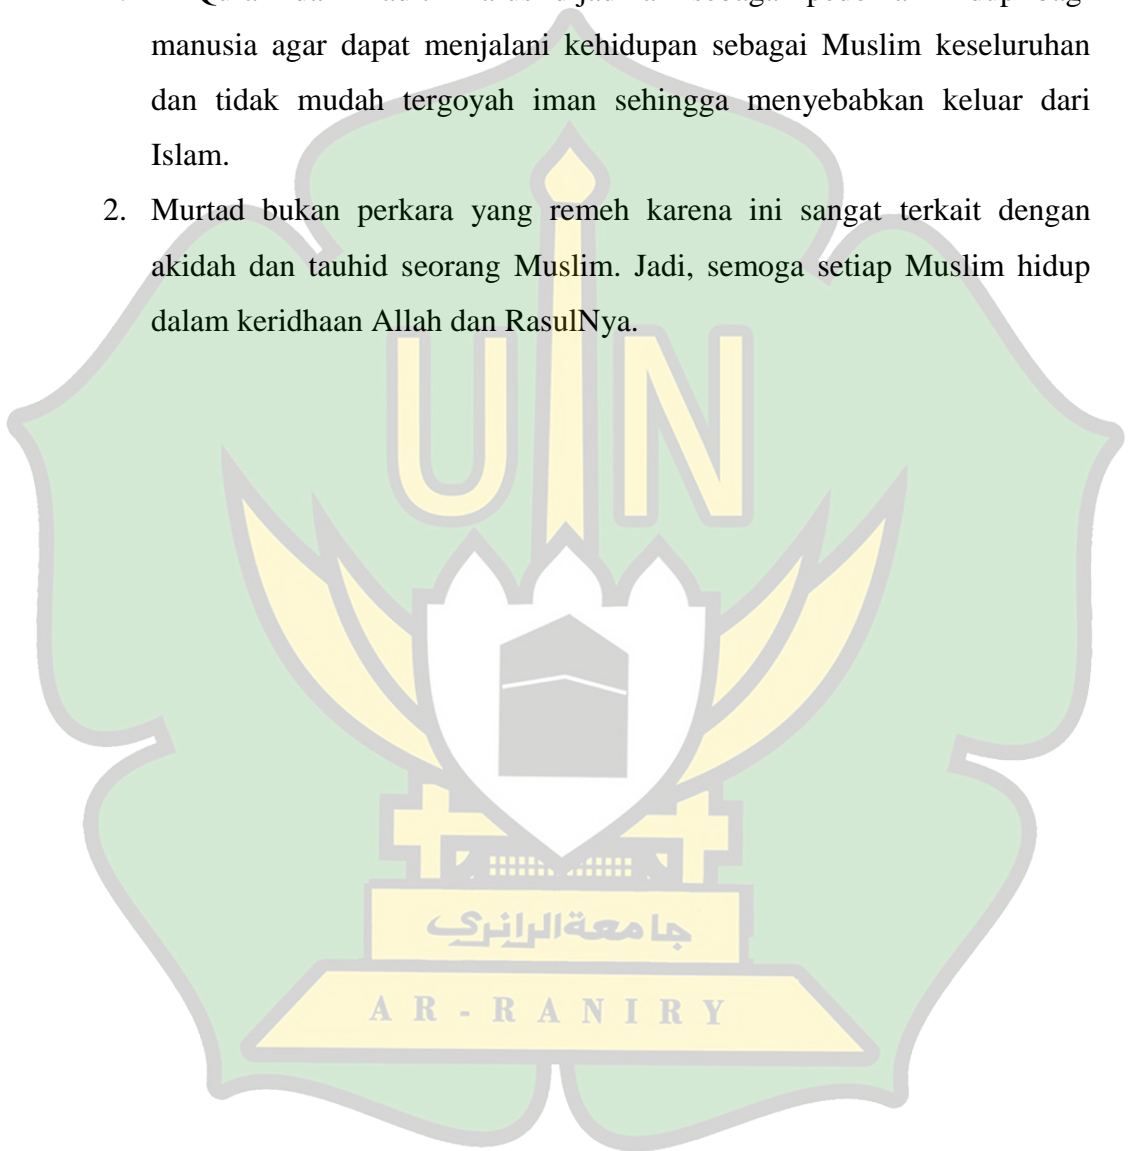 manusia agar dapat menjalani kehidupan sebagai Muslim keseluruhan
dan tidak mudah tergoyah iman sehingga menyebabkan keluar dari
Islam.
2. Murtad bukan perkara yang remeh karena ini sangat terkait dengan
akidah dan tauhid seorang Muslim. Jadi, semoga setiap Muslim hidup
dalam keridhaan Allah dan RasulNya.
UIN
جامعة الرانري
AR-RANIRY